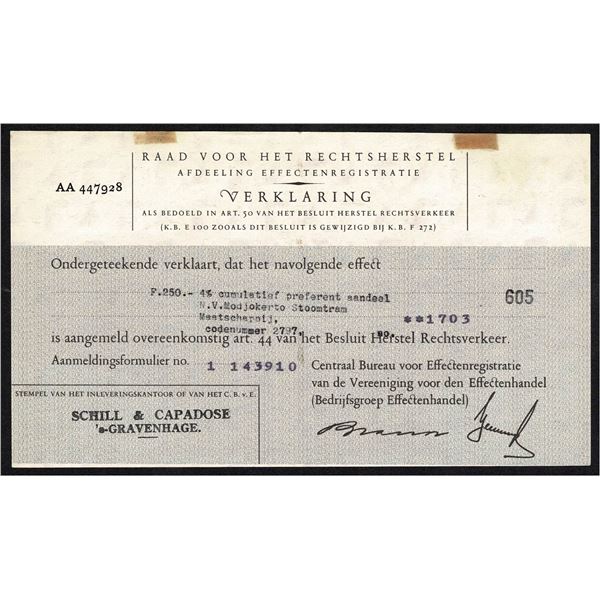 RAAD VOOR HET RECHTSHERSTEL
AFDEELING EFFECTENREGISTRATIE
AA 447928
VERKLARING
ALS BEDOELD IN ART. 50 VAN HET BESLUIT HERSTEL RECHTSVERKEER
(K.B. E 100 ZOOALS DIT BESLUIT IS GEWIJZIGD BIJ K.B. F 272)
Ondergeteekende verklaart, dat het navolgende effect
F.250.- 4% cumulatief preferent aandeel 605
N.V.Modjokerto Stoomtram
Maatschappij, **1703
codenummer 2797. no.
is aangemeld overeenkomstig art. 44 van het Besluit Herstel Rechtsverkeer.
Aanmeldingsformulier no. 1 143910
Centraal Bureau voor Effectenregistratie
van de Vereeniging voor den Effectenhandel
(Bedrijfsgroep Effectenhandel)
STEMPEL VAN HET INLEVERINGSKANTOOR OF VAN HET C. B. v. E.
SCHILL & CAPADOSE
's-GRAVENHAGE.